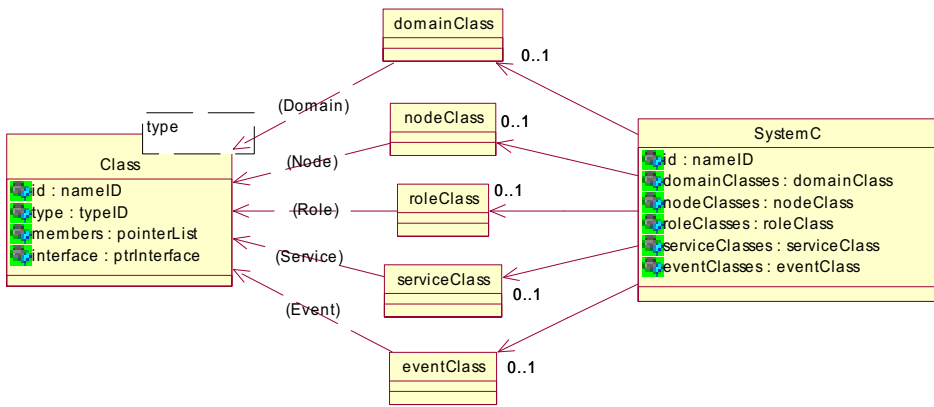 domainClass
0..1
(Domain)
type
Class
id : nameID
type : typeID
members : pointerList
interface : ptrInterface
nodeClass
0..1
(Node)
roleClass
0..1
(Role)
(Service)
serviceClass
0..1
(Event)
eventClass
0..1
SystemC
id : nameID
domainClasses : domainClass
nodeClasses : nodeClass
roleClasses : roleClass
serviceClasses : serviceClass
eventClasses : eventClass